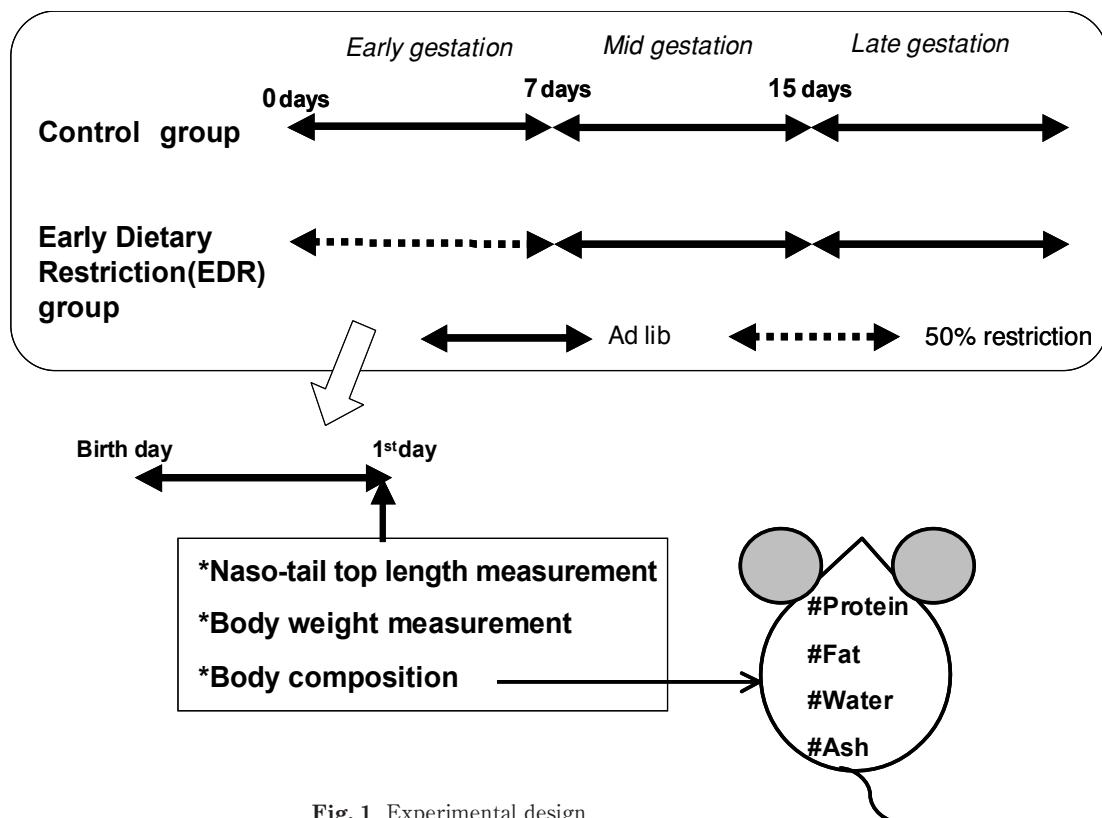 Early gestation Mid gestation Late gestation
0 days 7 days 15 days
Control group
Early Dietary
Restriction(EDR)
group
Ad lib 50% restriction
Birth day 1st day
*Naso-tail top length measurement
*Body weight measurement
*Body composition
#Protein
#Fat
#Water
#Ash
Fig. 1 Experimental design